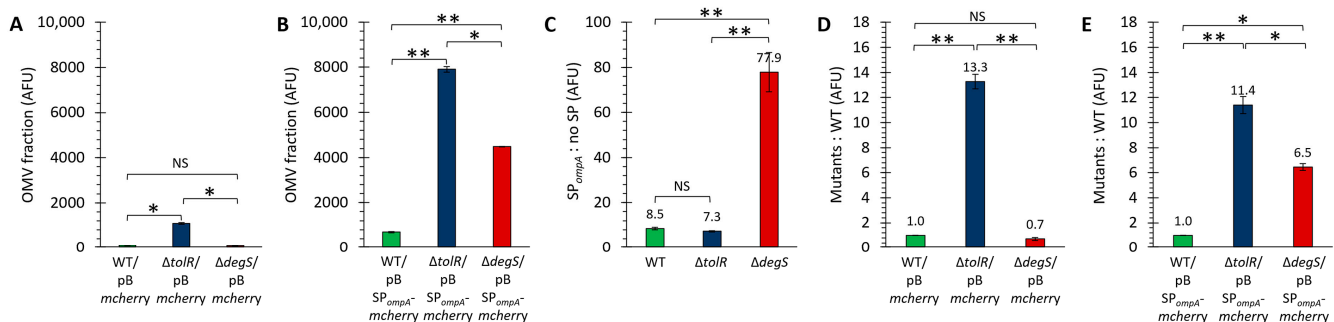 A
OMV fraction (AFU)
10,000
8000
6000
4000
2000
0
NS
*
*
WT/
pB
mcherry
ΔtolR/
pB
mcherry
ΔdegS/
pB
mcherry
B
OMV fraction (AFU)
10,000
8000
6000
4000
2000
0
**
**
*
WT/
pB
SPompA-
mcherry
ΔtolR/
pB
SPompA-
mcherry
ΔdegS/
pB
SPompA-
mcherry
C
SPompA : no SP (AFU)
100
80
60
40
20
0
**
**
NS
8.5
7.3
77.9
WT
ΔtolR
ΔdegS
D
Mutants : WT (AFU)
18
16
14
12
10
8
6
4
2
0
NS
**
**
1.0
13.3
0.7
WT/
pB
mcherry
ΔtolR/
pB
mcherry
ΔdegS/
pB
mcherry
E
Mutants : WT (AFU)
18
16
14
12
10
8
6
4
2
0
*
**
*
1.0
11.4
6.5
WT/
pB
SPompA-
mcherry
ΔtolR/
pB
SPompA-
mcherry
ΔdegS/
pB
SPompA-
mcherry